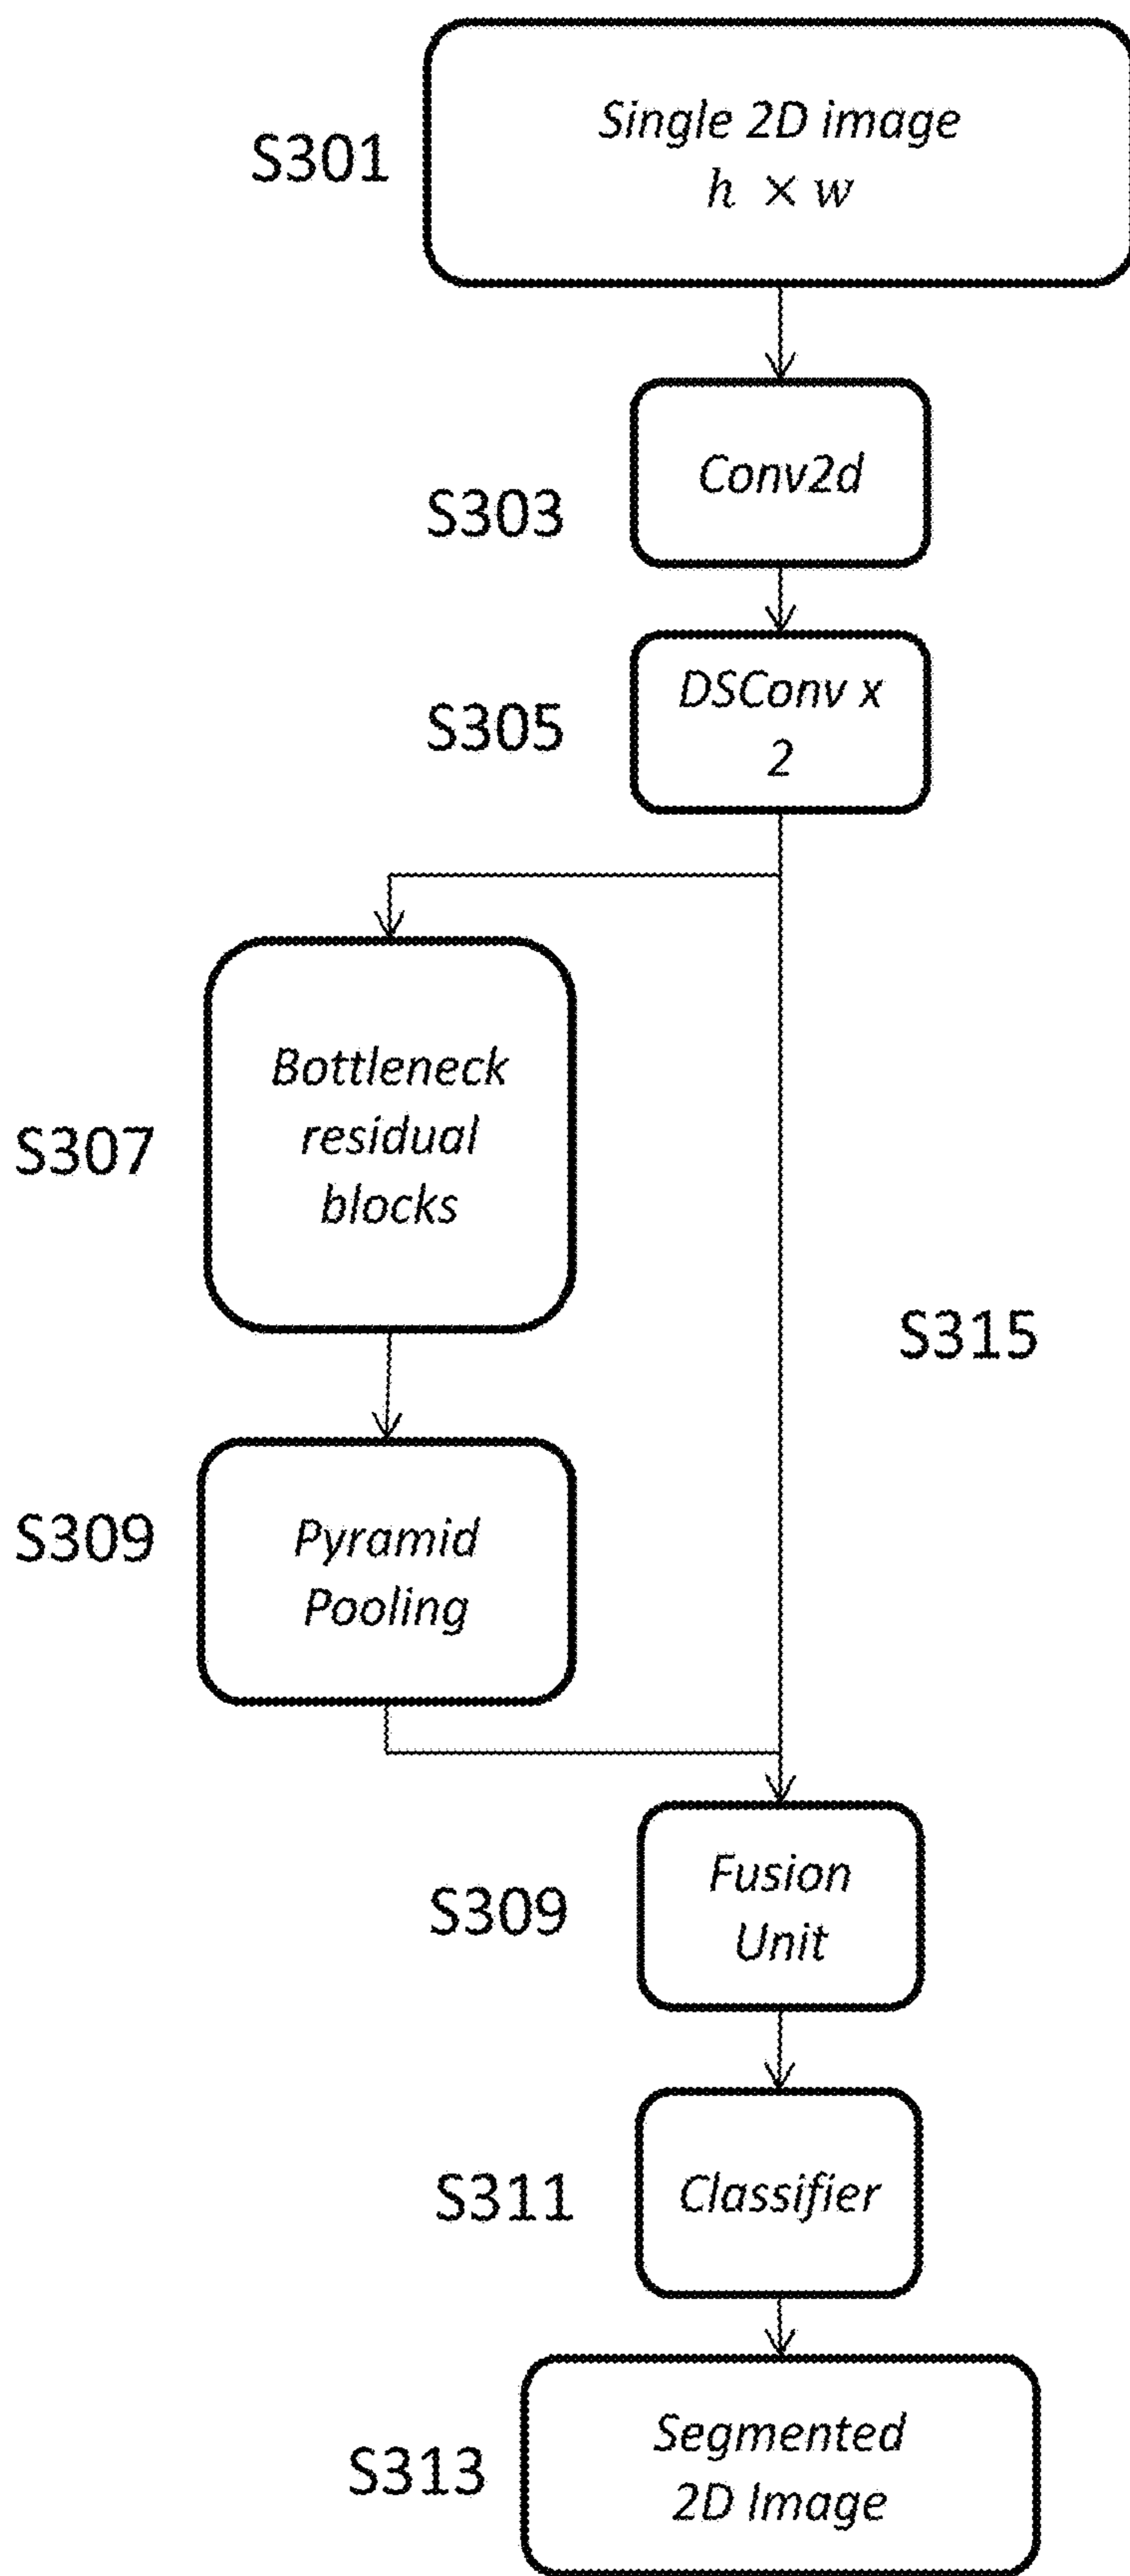 S301
Single 2D image
h × w
Conv2d
S303
DSConv x
2
S305
Bottleneck
residual
blocks
S307
S315
Pyramid
Pooling
S309
Fusion
Unit
S309
Classifier
S311
Segmented
2D Image
S313